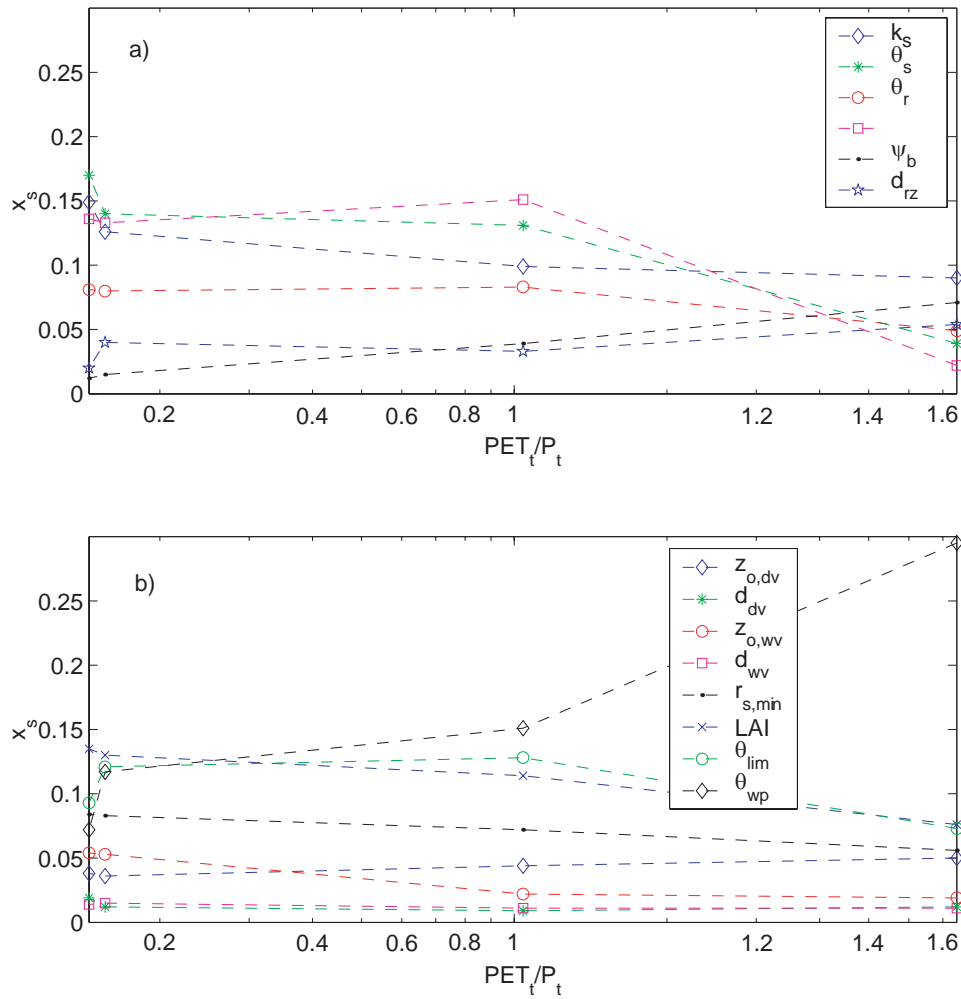 a)
k_s
θ_s
θ_r
ψ_b
d_rz
0.25
0.2
0.15
0.1
0.05
0
x_s
0.2 0.4 0.6 0.8 1 1.2 1.4 1.6
PET_t/P_t
b)
z_o,dv
d_dv
z_o,wv
d_wv
r_s,min
LAI
θ_lim
θ_wp
0.25
0.2
0.15
0.1
0.05
0
x_s
0.2 0.4 0.6 0.8 1 1.2 1.4 1.6
PET_t/P_t